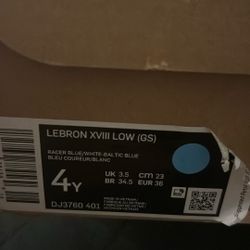 LEBRON XVIII LOW (GS)
RACER BLUE/WHITE-BALTIC BLUE
BLEU COUREUR/BLANC
4Y
UK 3.5 cm 23
BR 34.5 EUR 36
DJ3760 401